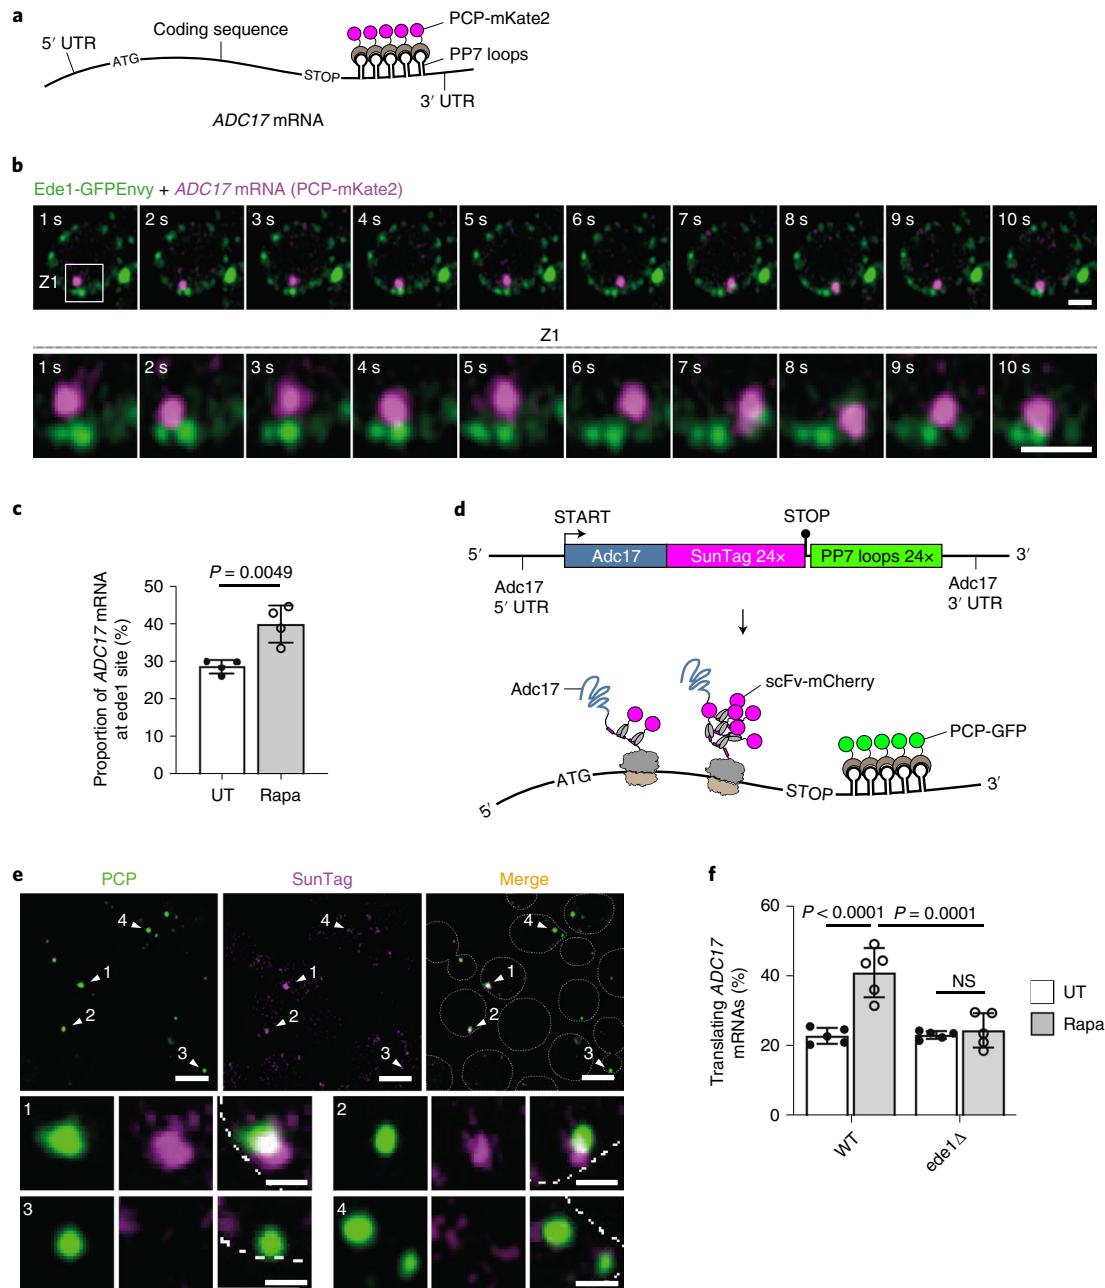 a
5′ UTR
ATG
Coding sequence
STOP
PCP-mKate2
PP7 loops
3′ UTR
ADC17 mRNA
b
Ede1-GFPEnvy + ADC17 mRNA (PCP-mKate2)
1 s 2 s 3 s 4 s 5 s 6 s 7 s 8 s 9 s 10 s
Z1
Z1
1 s 2 s 3 s 4 s 5 s 6 s 7 s 8 s 9 s 10 s
c
P = 0.0049
Proportion of ADC17 mRNA
at ede1 site (%)
50
40
30
20
10
0
UT Rapa
d
START STOP
5′ Adc17 SunTag 24× PP7 loops 24× 3′
Adc17
5′ UTR
Adc17
3′ UTR
Adc17
scFv-mCherry
PCP-GFP
5′ ATG STOP 3′
e
PCP SunTag Merge
4 4 4
1 1 1
2 2 2
3 3 3
1 2
3 4
f
P < 0.0001 P = 0.0001
NS
Translating ADC17
mRNAs (%)
60
40
20
0
WT ede1Δ
UT
Rapa